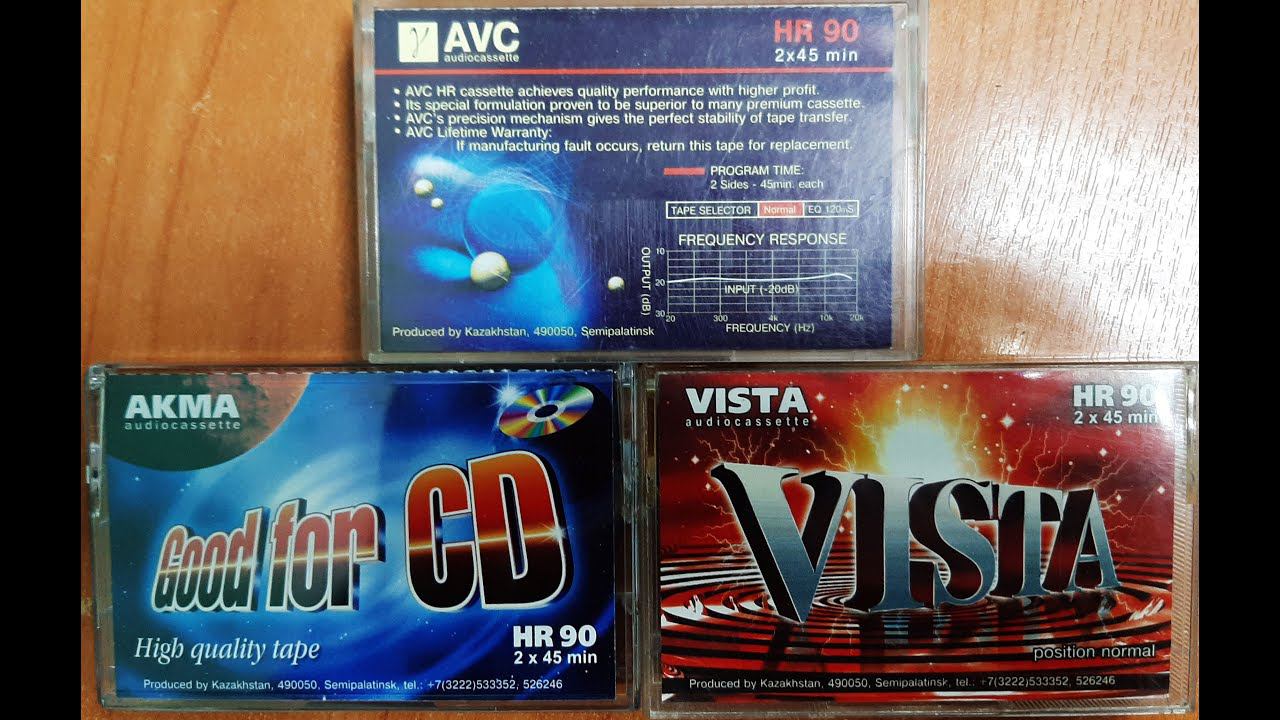 γ AVC
audiocassette
HR 90
2x45 min
• AVC HR cassette achieves quality performance with higher profit.
• Its special formulation proven to be superior to many premium cassette.
• AVC's precision mechanism gives the perfect stability of tape transfer.
• AVC Lifetime Warranty:
If manufacturing fault occurs, return this tape for replacement.
PROGRAM TIME:
2 Sides - 45min. each
TAPE SELECTOR Normal EQ 120mS
FREQUENCY RESPONSE
OUTPUT (dB)
10
20
30
INPUT (-20dB)
20 300 4k 10k 20k
FREQUENCY (Hz)
Produced by Kazakhstan, 490050, Semipalatinsk
AKMA
audiocassette
Good for CD
High quality tape
HR 90
2 x 45 min
Produced by Kazakhstan, 490050, Semipalatinsk, tel.: +7(3222)533352, 526246
VISTA
audiocassette
HR 90
2 x 45 min
VISTA
position normal
Produced by Kazakhstan, 490050, Semipalatinsk, tel.: +7(3222)533352, 526246